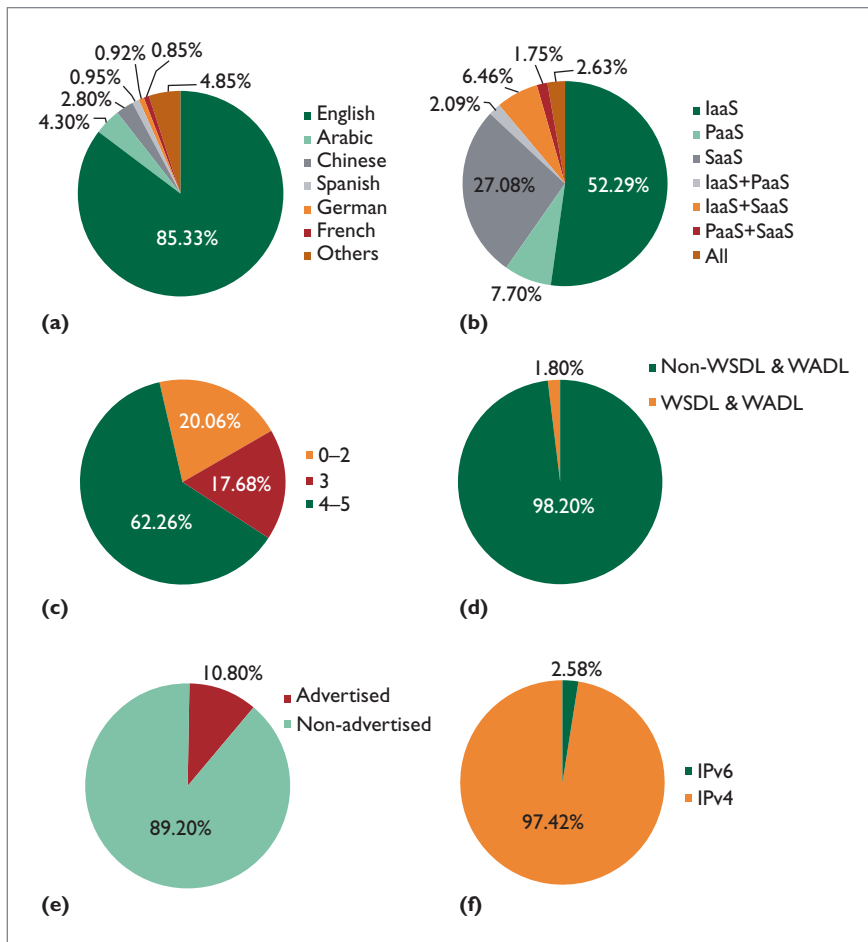 0.92%
0.85%
0.95%
4.85%
2.80%
4.30%
85.33%
English
Arabic
Chinese
Spanish
German
French
Others
(a)
1.75%
2.63%
6.46%
2.09%
27.08%
52.29%
7.70%
IaaS
PaaS
SaaS
IaaS+PaaS
IaaS+SaaS
PaaS+SaaS
All
(b)
20.06%
17.68%
62.26%
0–2
3
4–5
(c)
1.80%
98.20%
Non-WSDL & WADL
WSDL & WADL
(d)
10.80%
89.20%
Advertised
Non-advertised
(e)
2.58%
97.42%
IPv6
IPv4
(f)